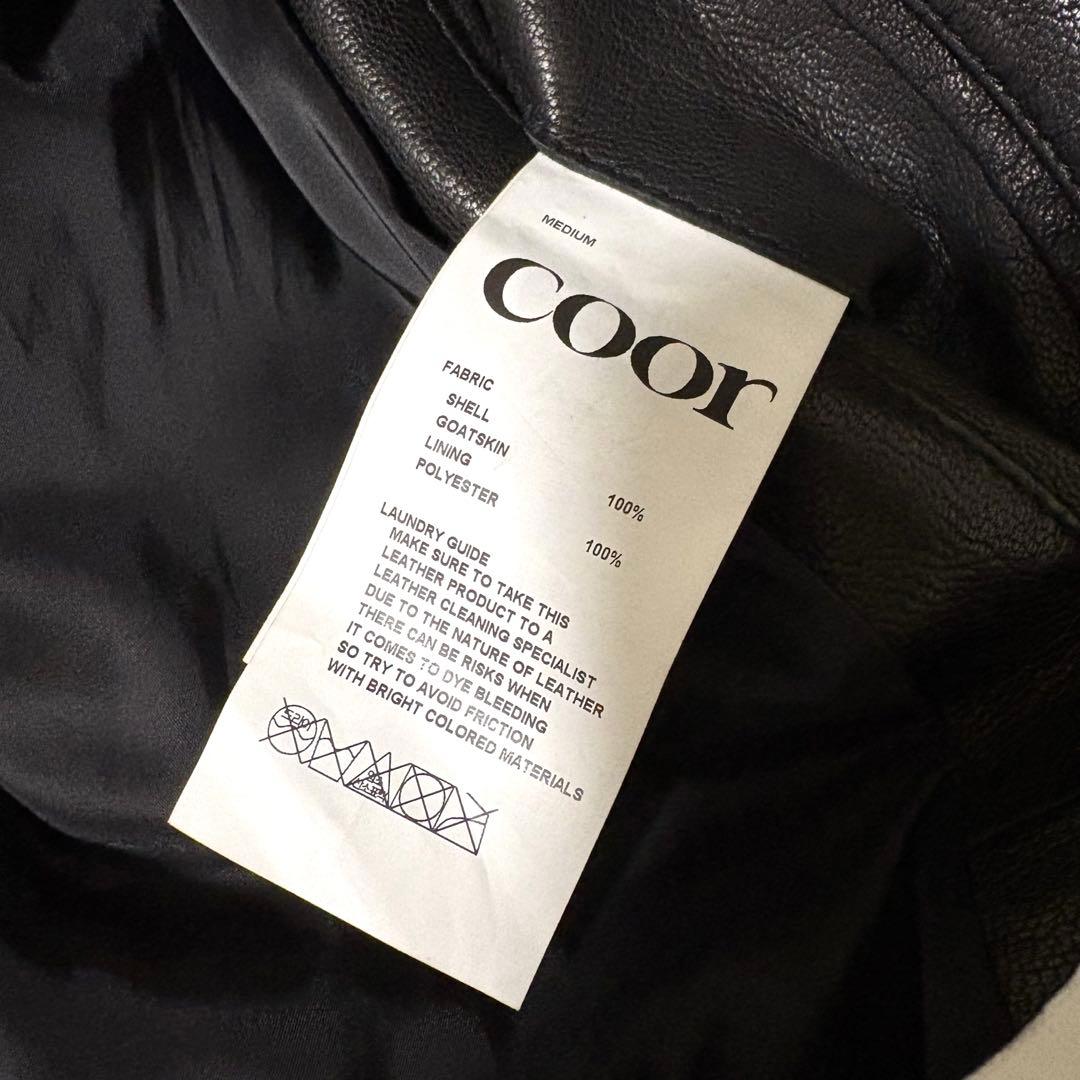 MEDIUM
coor
FABRIC
SHELL
GOATSKIN 100%
LINING
POLYESTER 100%
LAUNDRY GUIDE
MAKE SURE TO TAKE THIS
LEATHER PRODUCT TO A
LEATHER CLEANING SPECIALIST
DUE TO THE NATURE OF LEATHER
THERE CAN BE RISKS WHEN
IT COMES TO DYE BLEEDING
SO TRY TO AVOID FRICTION
WITH BRIGHT COLORED MATERIALS